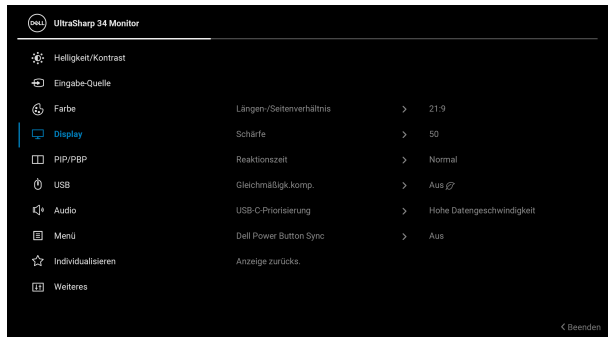 DELL UltraSharp 34 Monitor
Helligkeit/Kontrast
Eingabe-Quelle
Farbe Längen-/Seitenverhältnis > 21:9
Display Schärfe > 50
PIP/PBP Reaktionszeit > Normal
USB Gleichmäßigk.komp. > Aus
Audio USB-C-Priorisierung > Hohe Datengeschwindigkeit
Menü Dell Power Button Sync > Aus
Individualisieren Anzeige zurücks.
Weiteres
< Beenden